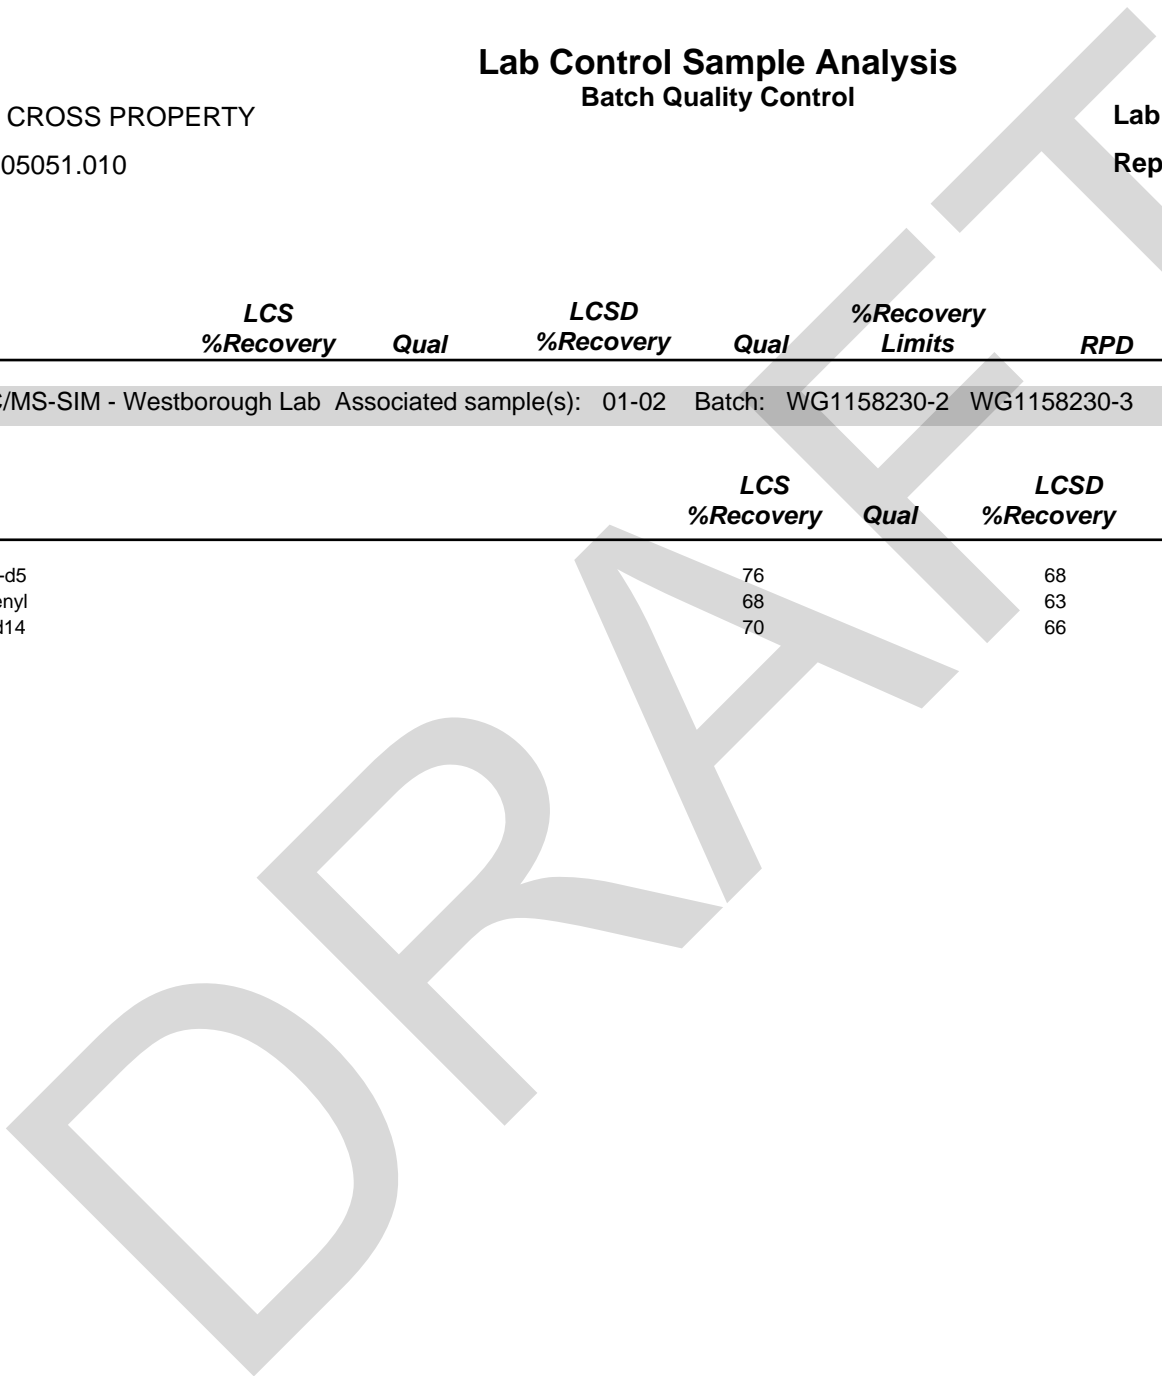 Lab Control Sample Analysis
Batch Quality Control
CROSS PROPERTY
Lab
05051.010
Rep
LCS %Recovery Qual LCSD %Recovery Qual %Recovery Limits RPD
C/MS-SIM - Westborough Lab Associated sample(s): 01-02 Batch: WG1158230-2 WG1158230-3
LCS %Recovery Qual LCSD %Recovery
-d5 76 68
enyl 68 63
d14 70 66
DRAFT